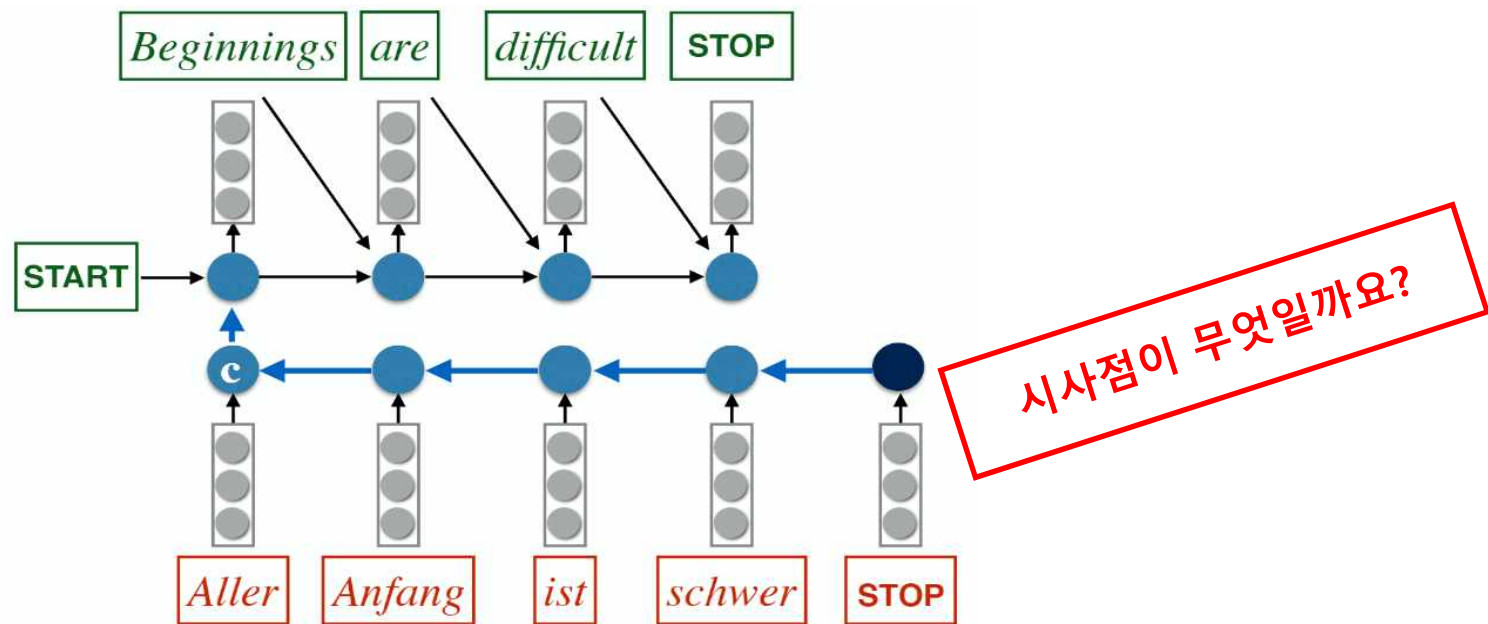 Beginnings are difficult STOP
START
c
시사점이 무엇일까요?
Aller Anfang ist schwer STOP